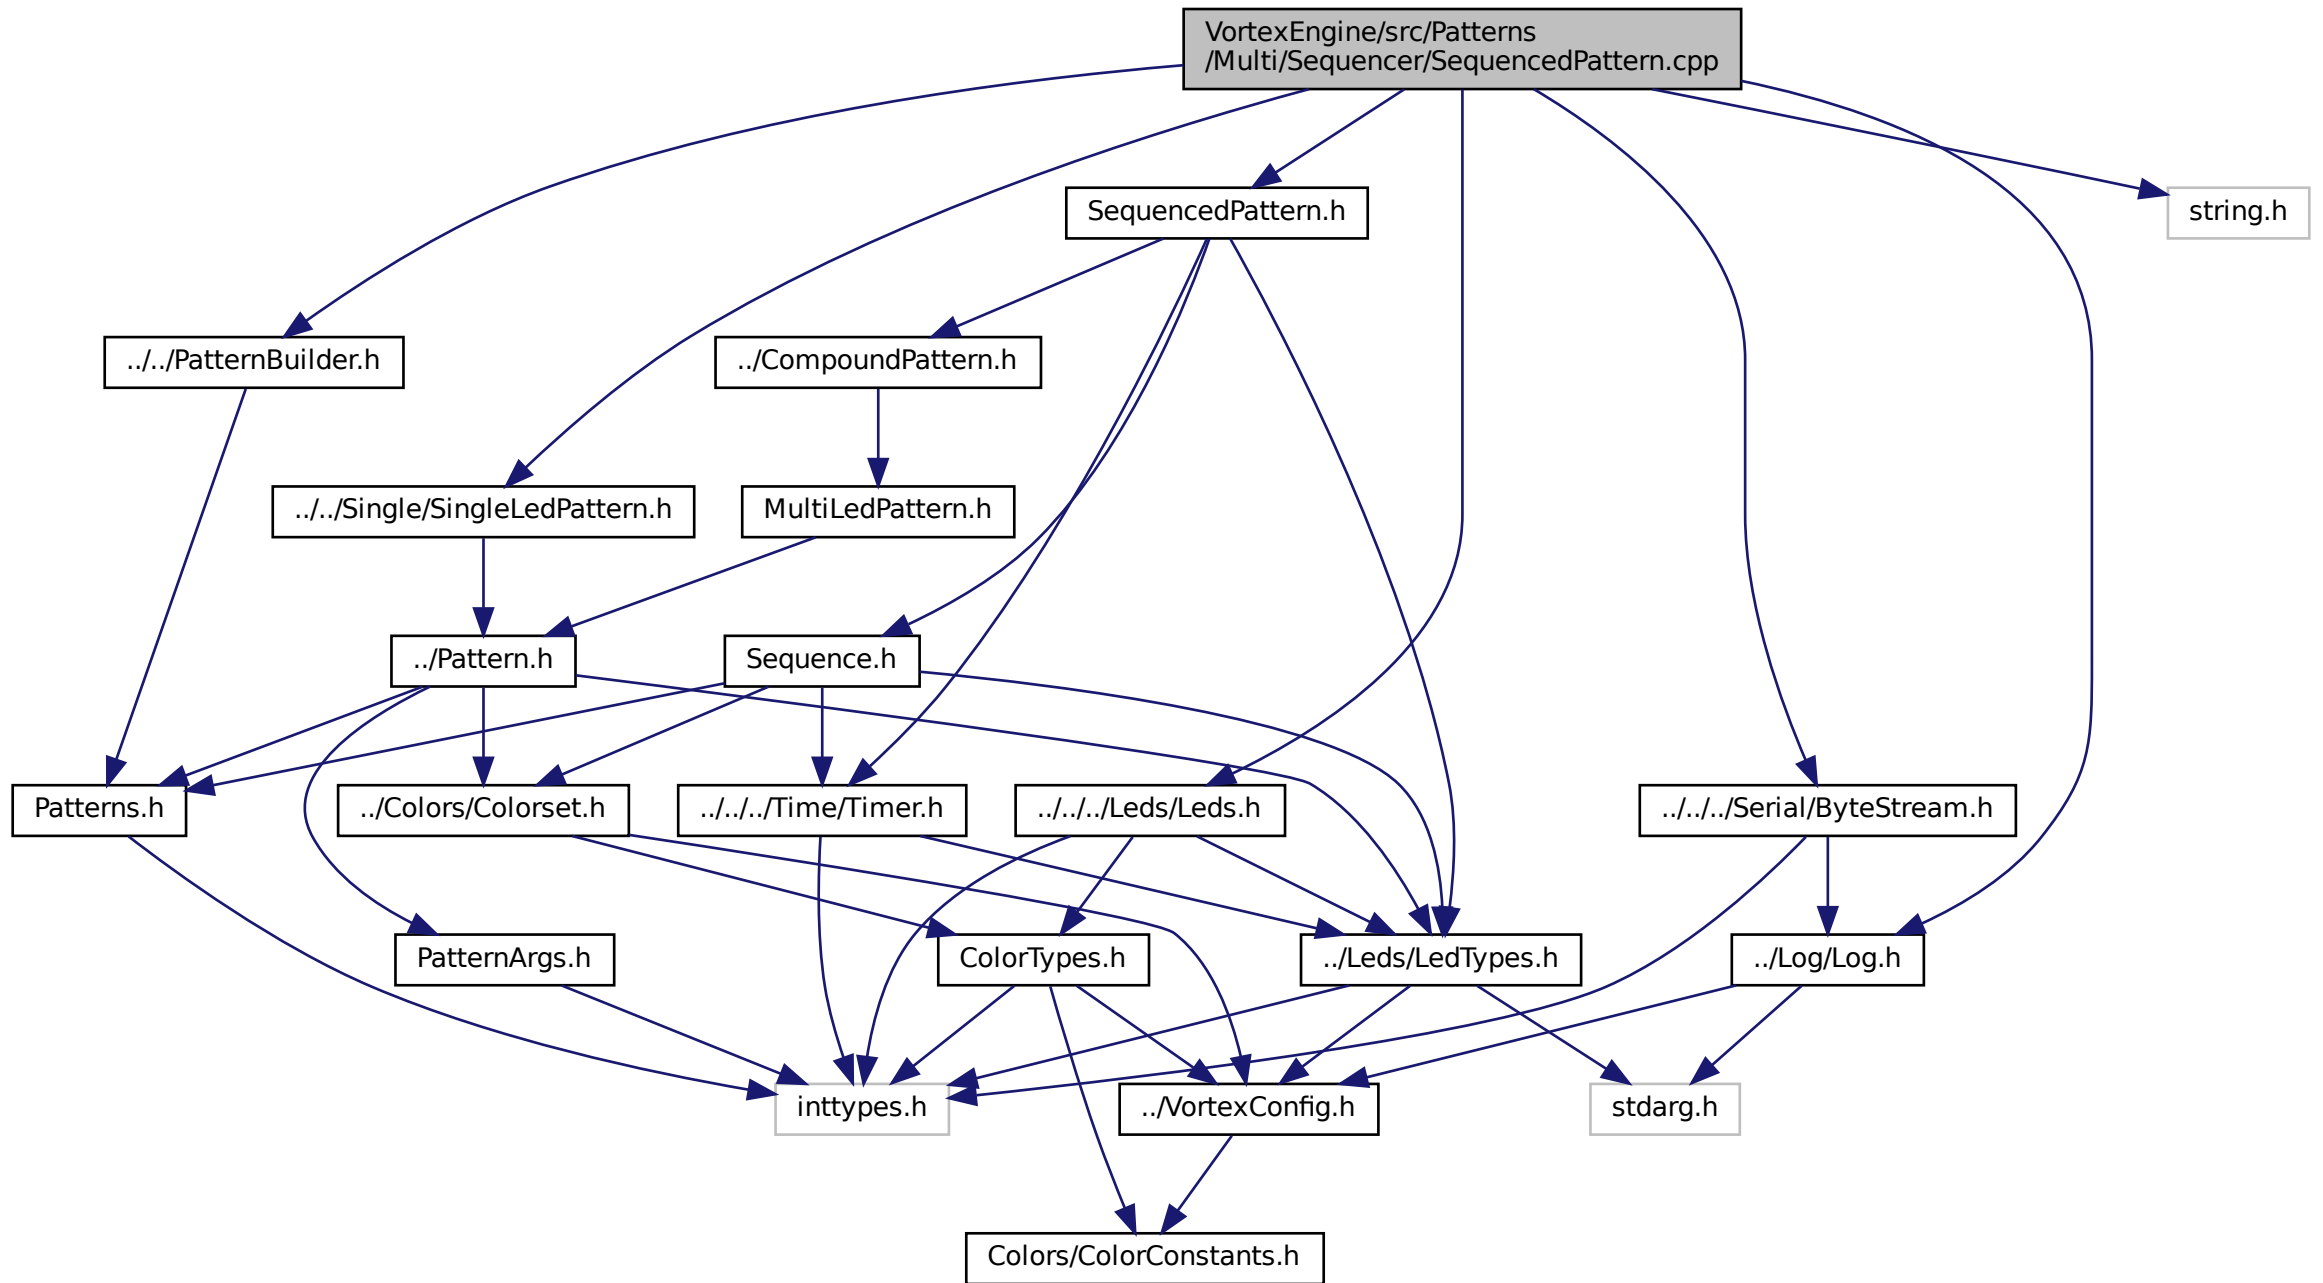 VortexEngine/src/Patterns
/Multi/Sequencer/SequencedPattern.cpp
SequencedPattern.h
string.h
../../PatternBuilder.h
../CompoundPattern.h
../../Single/SingleLedPattern.h
MultiLedPattern.h
../Pattern.h
Sequence.h
Patterns.h
../Colors/Colorset.h
../../../Time/Timer.h
../../../Leds/Leds.h
../../../Serial/ByteStream.h
PatternArgs.h
ColorTypes.h
../Leds/LedTypes.h
../Log/Log.h
inttypes.h
../VortexConfig.h
stdarg.h
Colors/ColorConstants.h